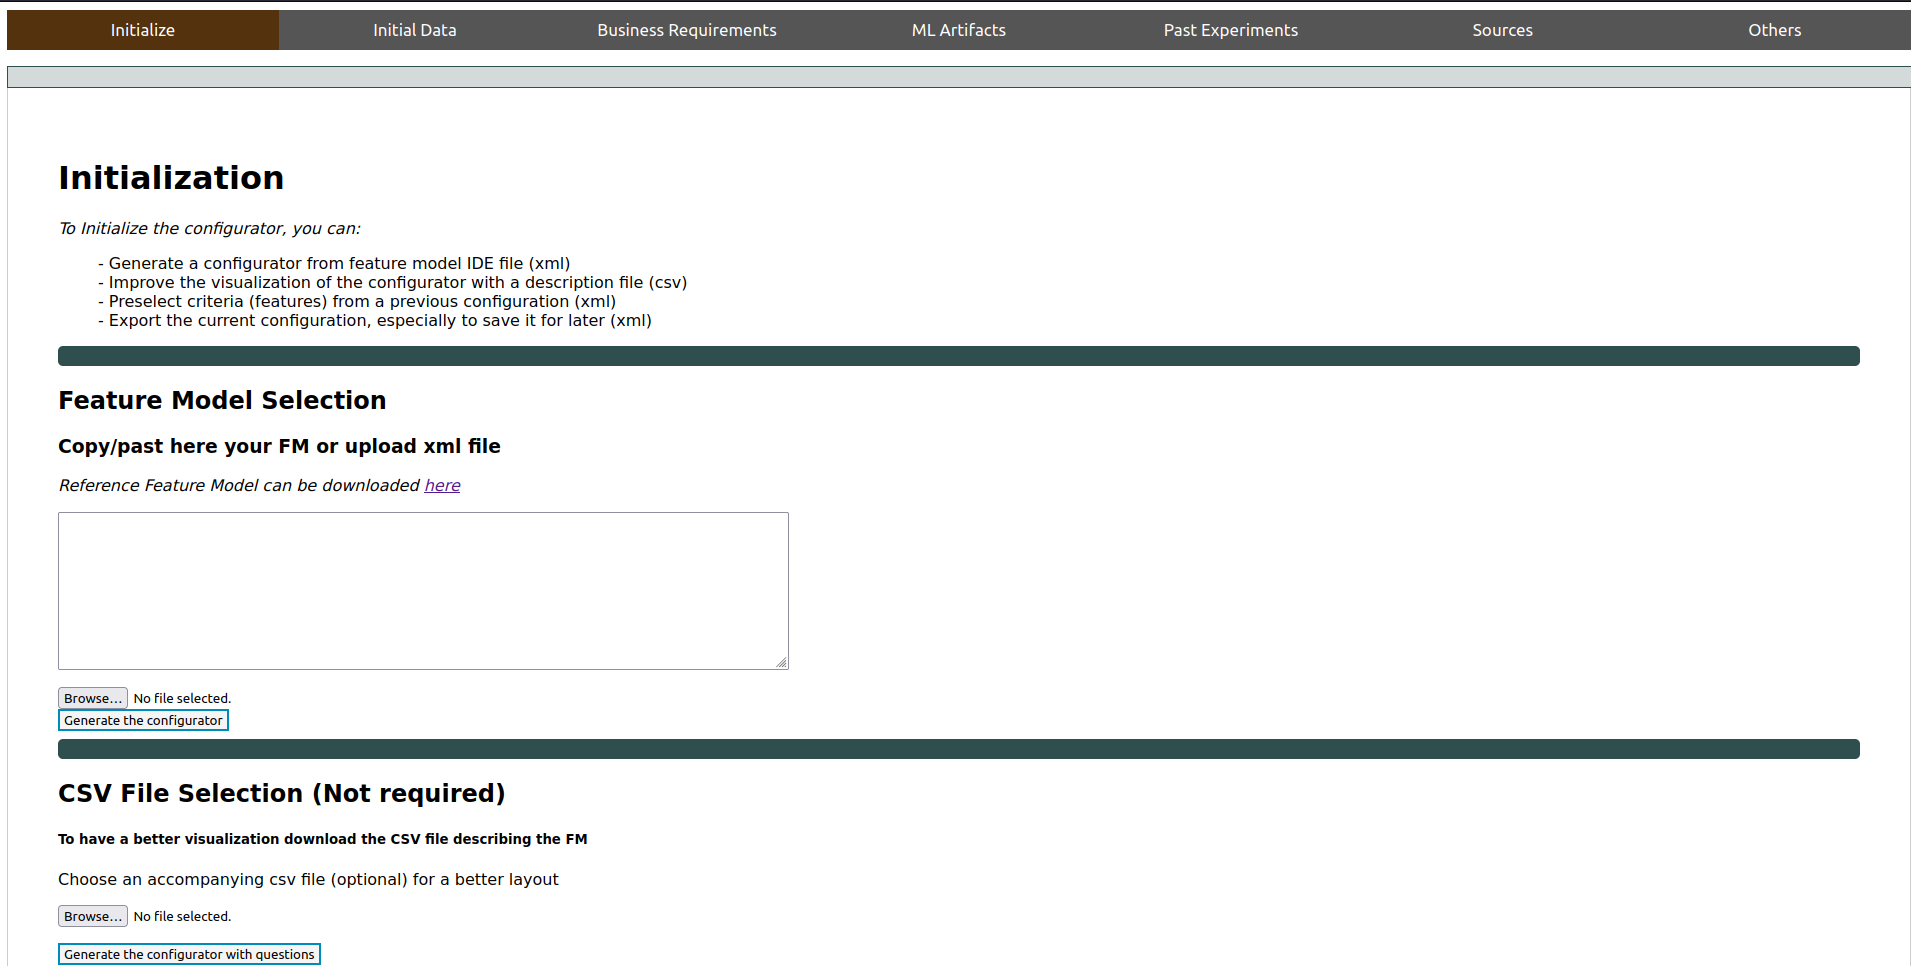 Initialize Initial Data Business Requirements ML Artifacts Past Experiments Sources Others
Initialization
To Initialize the configurator, you can:
- Generate a configurator from feature model IDE file (xml)
- Improve the visualization of the configurator with a description file (csv)
- Preselect criteria (features) from a previous configuration (xml)
- Export the current configuration, especially to save it for later (xml)
Feature Model Selection
Copy/past here your FM or upload xml file
Reference Feature Model can be downloaded here
Browse... No file selected.
Generate the configurator
CSV File Selection (Not required)
To have a better visualization download the CSV file describing the FM
Choose an accompanying csv file (optional) for a better layout
Browse... No file selected.
Generate the configurator with questions